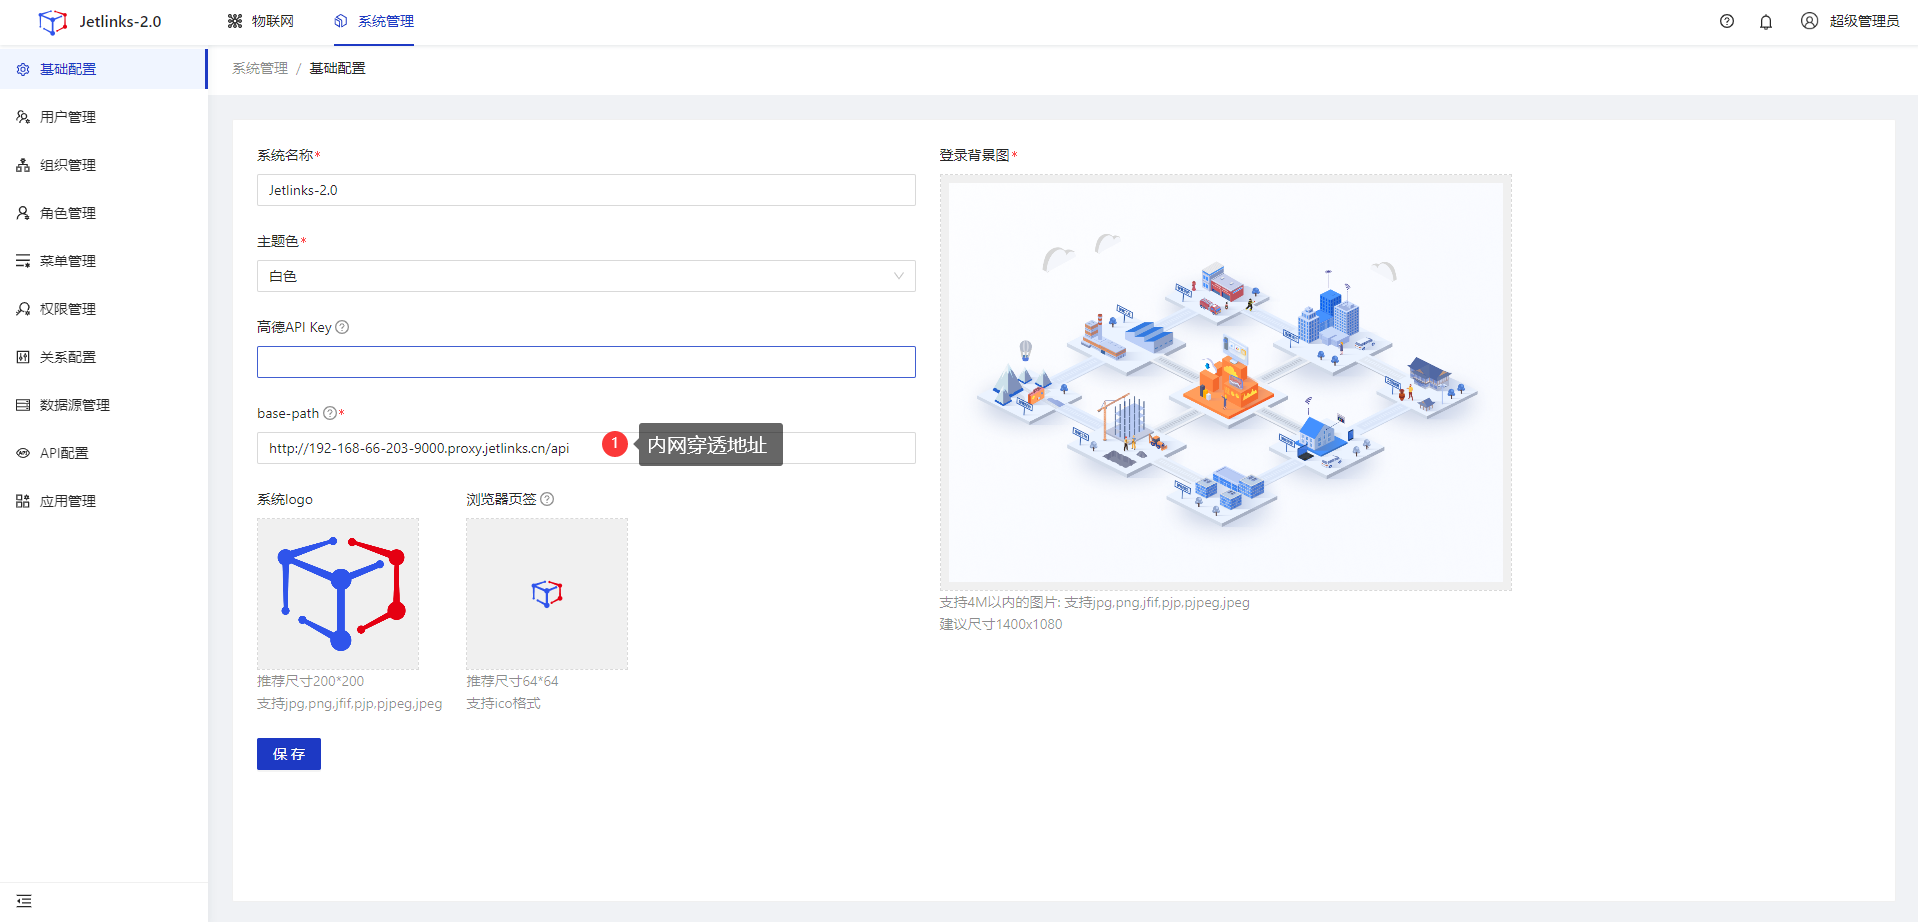 Jetlinks-2.0
物联网
系统管理
超级管理员
基础配置
用户管理
组织管理
角色管理
菜单管理
权限管理
关系配置
数据源管理
API配置
应用管理
系统管理 / 基础配置
系统名称*
Jetlinks-2.0
主题色*
白色
高德API Key
base-path *
http://192-168-66-203-9000.proxy.jetlinks.cn/api
1
内网穿透地址
系统logo
浏览器页签
推荐尺寸200*200
支持jpg,png,jfif,pjp,pjpeg,jpeg
推荐尺寸64*64
支持ico格式
保存
登录背景图*
支持4M以内的图片: 支持jpg,png,jfif,pjp,pjpeg,jpeg
建议尺寸1400x1080